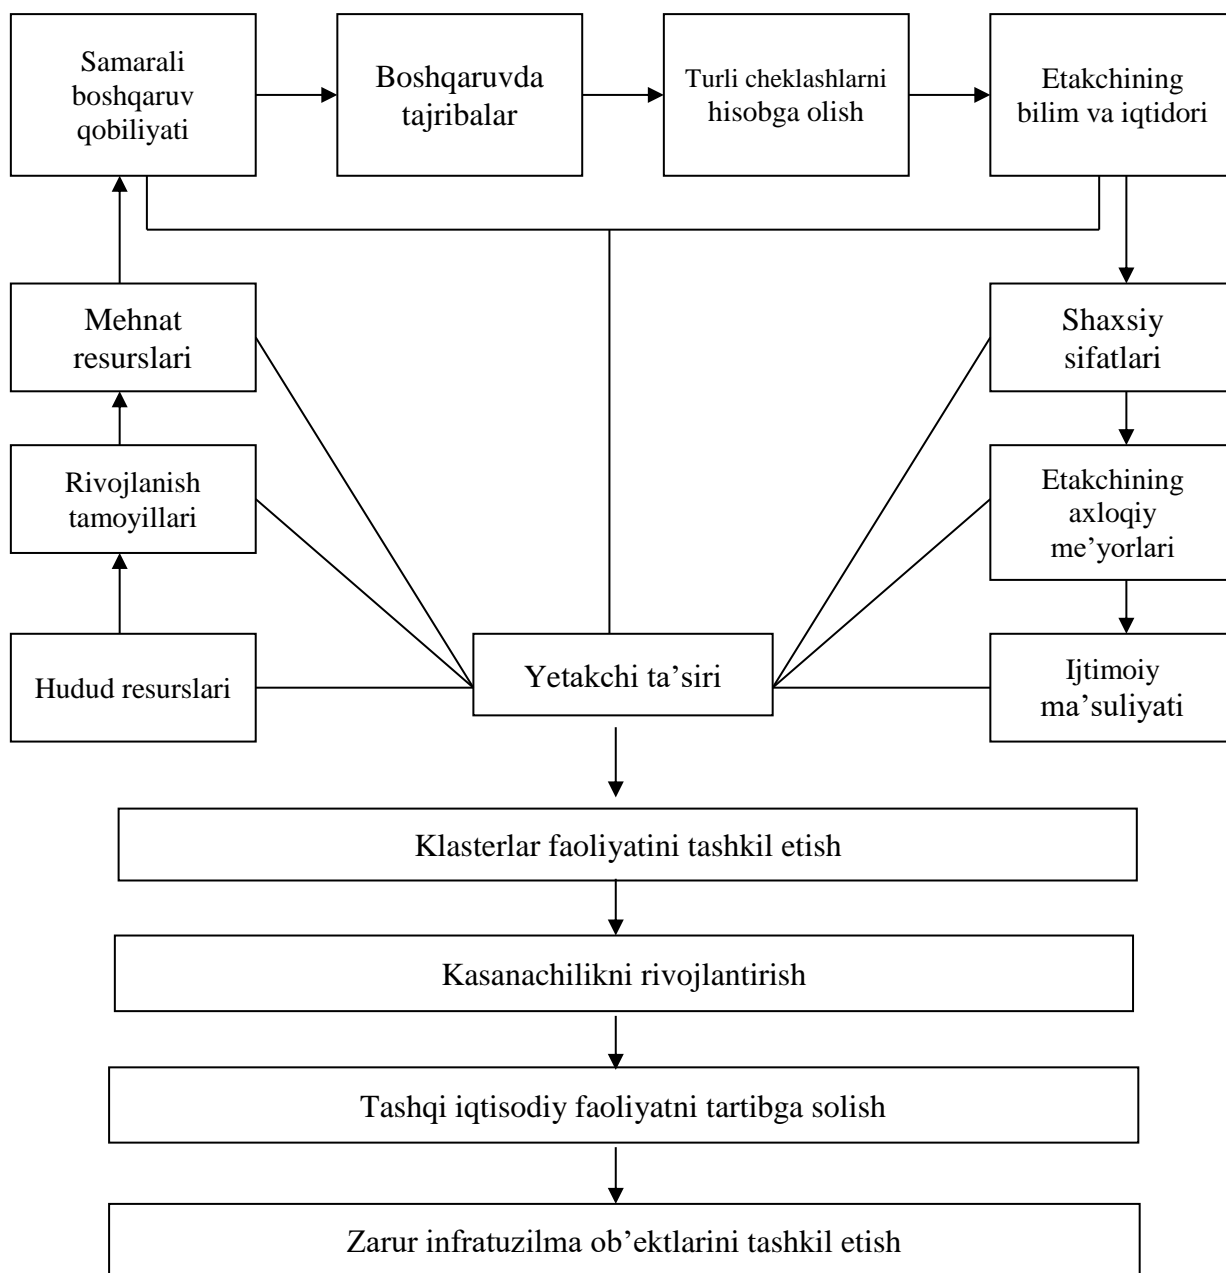 Samarali
boshqaruv
qobiliyati
Boshqaruvda
tajribalar
Turli cheklashlarni
hisobga olish
Etakchining
bilim va iqtidori
Mehnat
resurslari
Shaxsiy
sifatlari
Rivojlanish
tamoyillari
Etakchining
axloqiy
me’yorlari
Hudud resurslari
Yetakchi ta’siri
Ijtimoiy
ma’suliyati
Klasterlar faoliyatini tashkil etish
Kasanachilikni rivojlantirish
Tashqi iqtisodiy faoliyatni tartibga solish
Zarur infratuzilma ob’ektlarini tashkil etish